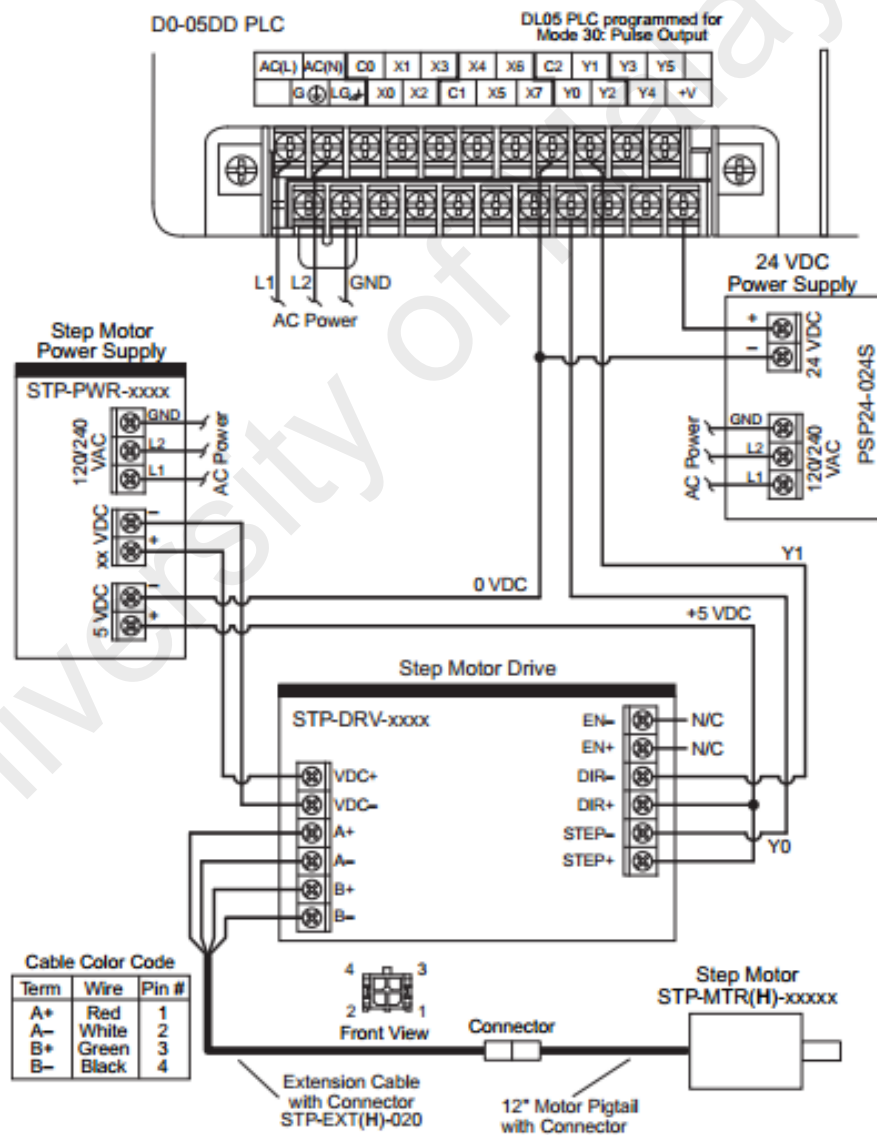 D0-05DD PLC
DL05 PLC programmed for
Mode 30: Pulse Output
AC(L) AC(N) C0 X1 X3 X4 X6 C2 Y1 Y3 Y5
G LG X0 X2 C1 X5 X7 Y0 Y2 Y4 +V
L1 L2 GND
AC Power
24 VDC
Power Supply
+
–
24 VDC
PSP24-024S
GND
L2
L1
120/240
VAC
AC Power
Step Motor
Power Supply
STP-PWR-xxxx
GND
L2
L1
120/240
VAC
AC Power
–
+
xx VDC
–
+
5 VDC
0 VDC
+5 VDC
Y1
Y0
Step Motor Drive
STP-DRV-xxxx
VDC+
VDC–
A+
A–
B+
B–
EN– N/C
EN+ N/C
DIR–
DIR+
STEP–
STEP+
Cable Color Code
Term Wire Pin #
A+ Red 1
A– White 2
B+ Green 3
B– Black 4
4 3
2 1
Front View
Connector
Step Motor
STP-MTR(H)-xxxxx
Extension Cable
with Connector
STP-EXT(H)-020
12" Motor Pigtail
with Connector
University of Malay